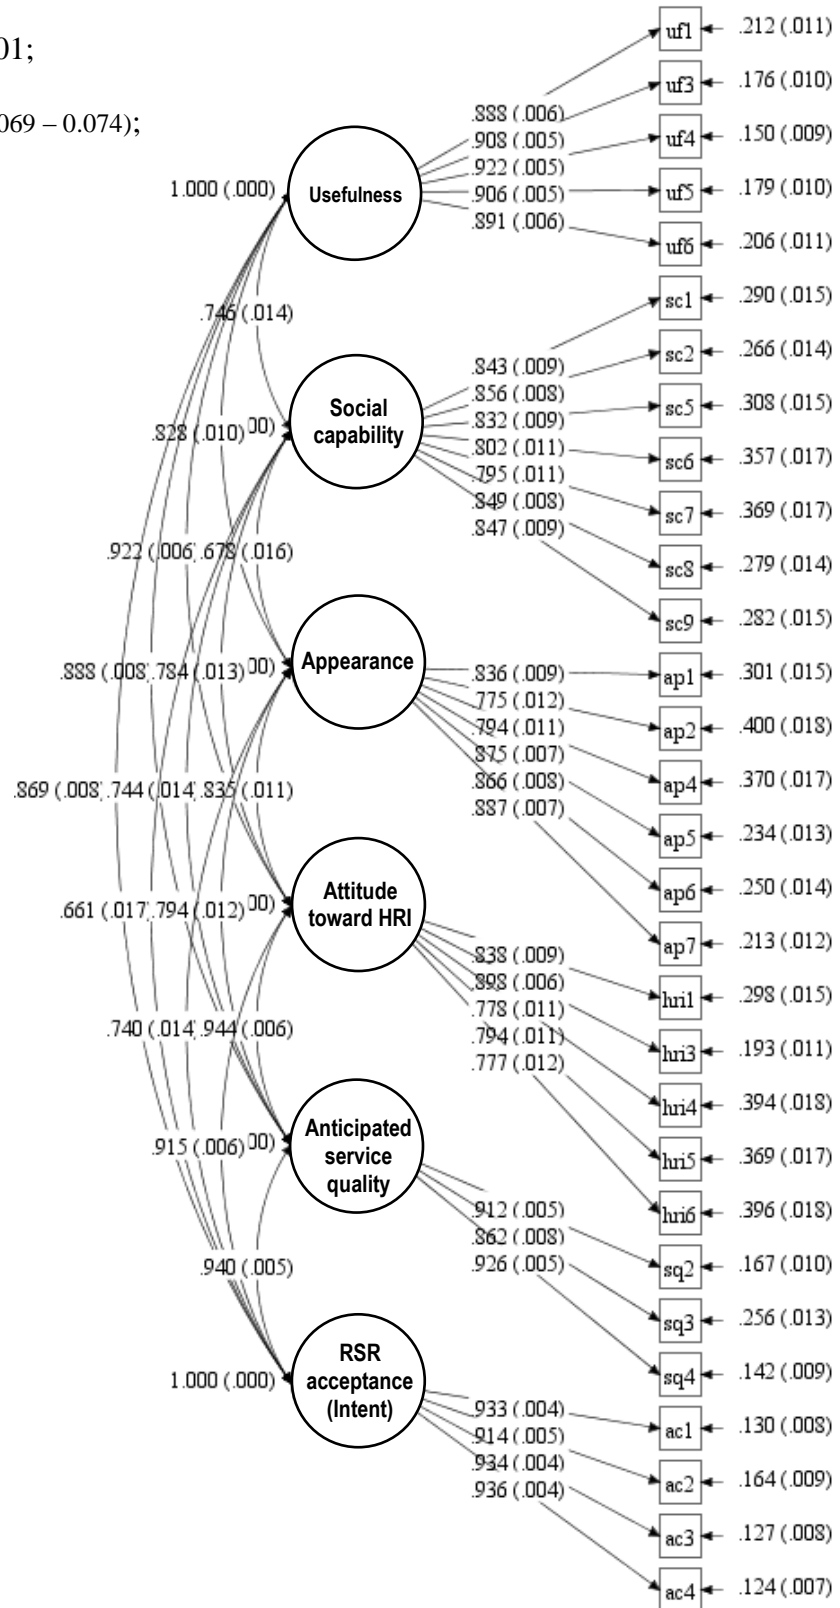 01;
069 – 0.074);
Usefulness
Social
capability
Appearance
Attitude
toward HRI
Anticipated
service
quality
RSR
acceptance
(Intent)
1.000 (.000)
.746 (.014)
.828 (.010)
00)
.922 (.006)
.678 (.016)
.888 (.008)
.784 (.013)
00)
.869 (.008)
.744 (.014)
.835 (.011)
.661 (.017)
.794 (.012)
00)
.740 (.014)
.944 (.006)
.915 (.006)
00)
.940 (.005)
1.000 (.000)
.888 (.006)
.908 (.005)
.922 (.005)
.906 (.005)
.891 (.006)
.843 (.009)
.856 (.008)
.832 (.009)
.802 (.011)
.795 (.011)
.849 (.008)
.847 (.009)
.836 (.009)
.775 (.012)
.794 (.011)
.875 (.007)
.866 (.008)
.887 (.007)
.838 (.009)
.898 (.006)
.778 (.011)
.794 (.011)
.777 (.012)
.912 (.005)
.862 (.008)
.926 (.005)
.933 (.004)
.914 (.005)
.934 (.004)
.936 (.004)
uf1 .212 (.011)
uf3 .176 (.010)
uf4 .150 (.009)
uf5 .179 (.010)
uf6 .206 (.011)
sc1 .290 (.015)
sc2 .266 (.014)
sc5 .308 (.015)
sc6 .357 (.017)
sc7 .369 (.017)
sc8 .279 (.014)
sc9 .282 (.015)
ap1 .301 (.015)
ap2 .400 (.018)
ap4 .370 (.017)
ap5 .234 (.013)
ap6 .250 (.014)
ap7 .213 (.012)
hri1 .298 (.015)
hri3 .193 (.011)
hri4 .394 (.018)
hri5 .369 (.017)
hri6 .396 (.018)
sq2 .167 (.010)
sq3 .256 (.013)
sq4 .142 (.009)
ac1 .130 (.008)
ac2 .164 (.009)
ac3 .127 (.008)
ac4 .124 (.007)